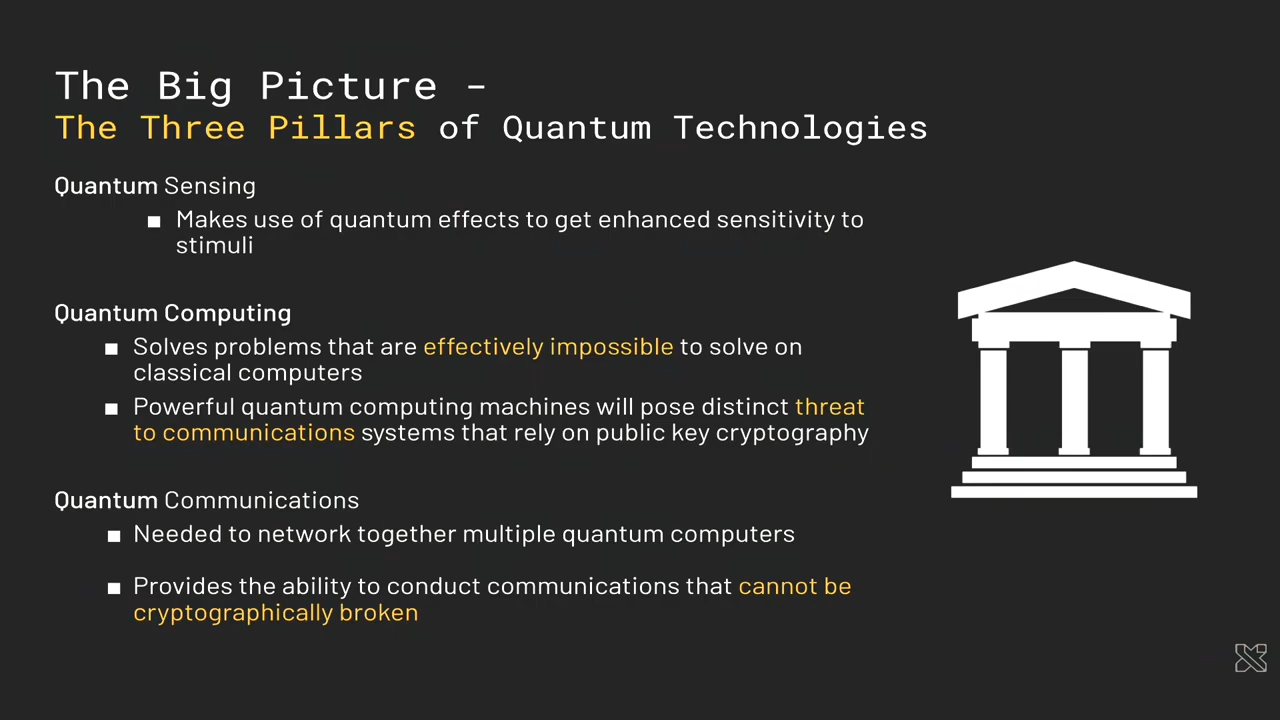 The Big Picture -
The Three Pillars of Quantum Technologies
Quantum Sensing
■ Makes use of quantum effects to get enhanced sensitivity to
stimuli
Quantum Computing
■ Solves problems that are effectively impossible to solve on
classical computers
■ Powerful quantum computing machines will pose distinct threat
to communications systems that rely on public key cryptography
Quantum Communications
■ Needed to network together multiple quantum computers
■ Provides the ability to conduct communications that cannot be
cryptographically broken